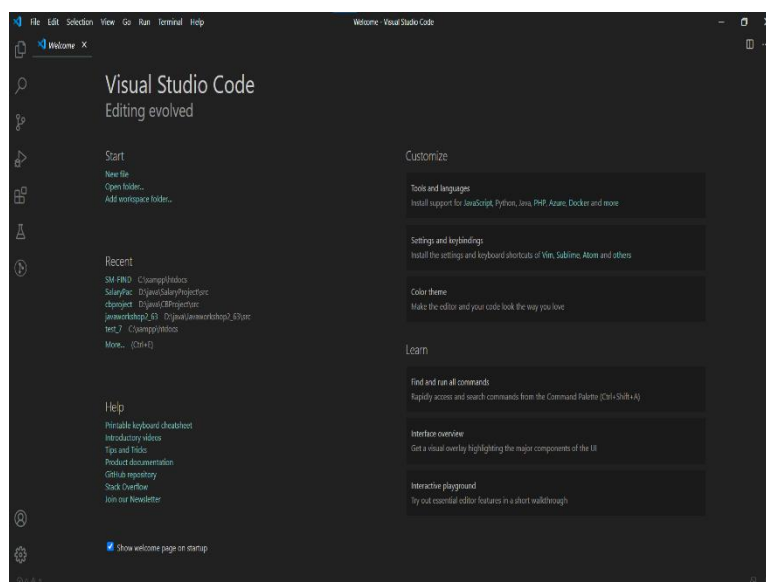 File Edit Selection View Go Run Terminal Help
Welcome - Visual Studio Code
Welcome
Visual Studio Code
Editing evolved
Start
New file
Open folder...
Add workspace folder...
Recent
SM-FIND C:\xampp\htdocs
SalaryPac D:\java\SalaryProject\src
cbproject D:\java\CBProject\src
javaworkshop2_63 D:\java\Javaworkshop2_63\src
test_7 C:\xampp\htdocs
More... (Ctrl+E)
Help
Printable keyboard cheatsheet
Introductory videos
Tips and Tricks
Product documentation
GitHub repository
Stack Overflow
Join our Newsletter
Show welcome page on startup
Customize
Tools and languages
Install support for JavaScript, Python, Java, PHP, Azure, Docker and more
Settings and keybindings
Install the settings and keyboard shortcuts of Vim, Sublime, Atom and others
Color theme
Make the editor and your code look the way you love
Learn
Find and run all commands
Rapidly access and search commands from the Command Palette (Ctrl+Shift+A)
Interface overview
Get a visual overlay highlighting the major components of the UI
Interactive playground
Try out essential editor features in a short walkthrough